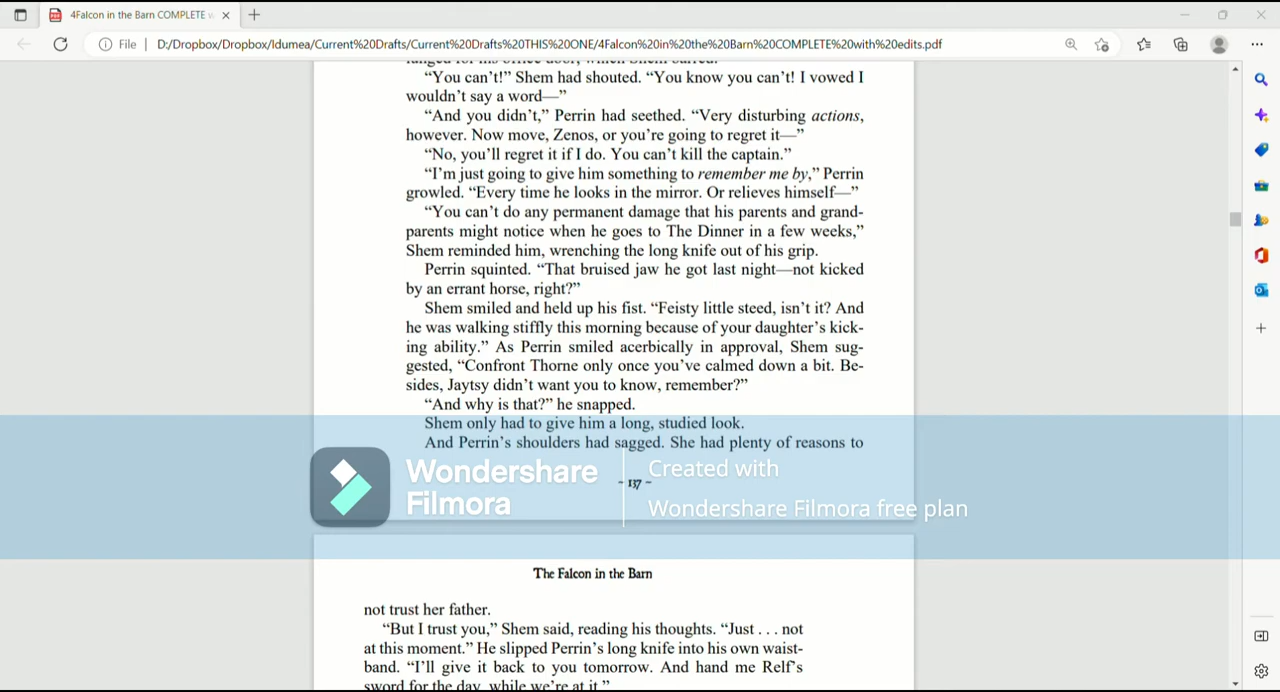 4Falcon in the Barn COMPLETE w
File
D:/Dropbox/Dropbox/Idumea/Current%20Drafts/Current%20Drafts%20THIS%20ONE/4Falcon%20in%20the%20Barn%20COMPLETE%20with%20edits.pdf
“You can’t!” Shem had shouted. “You know you can’t! I vowed I
wouldn’t say a word—”
“And you didn’t,” Perrin had seethed. “Very disturbing actions,
however. Now move, Zenos, or you’re going to regret it—”
“No, you’ll regret it if I do. You can’t kill the captain.”
“I’m just going to give him something to remember me by,” Perrin
growled. “Every time he looks in the mirror. Or relieves himself—”
“You can’t do any permanent damage that his parents and grand-
parents might notice when he goes to The Dinner in a few weeks,”
Shem reminded him, wrenching the long knife out of his grip.
Perrin squinted. “That bruised jaw he got last night—not kicked
by an errant horse, right?”
Shem smiled and held up his fist. “Feisty little steed, isn’t it? And
he was walking stiffly this morning because of your daughter’s kick-
ing ability.” As Perrin smiled acerbically in approval, Shem sug-
gested, “Confront Thorne only once you’ve calmed down a bit. Be-
sides, Jaytsy didn’t want you to know, remember?”
“And why is that?” he snapped.
Shem only had to give him a long, studied look.
And Perrin’s shoulders had sagged. She had plenty of reasons to
~ 137 ~
Wondershare
Filmora
Created with
Wondershare Filmora free plan
The Falcon in the Barn
not trust her father.
“But I trust you,” Shem said, reading his thoughts. “Just . . . not
at this moment.” He slipped Perrin’s long knife into his own waist-
band. “I’ll give it back to you tomorrow. And hand me Relf’s
sword for the day, while we’re at it.”